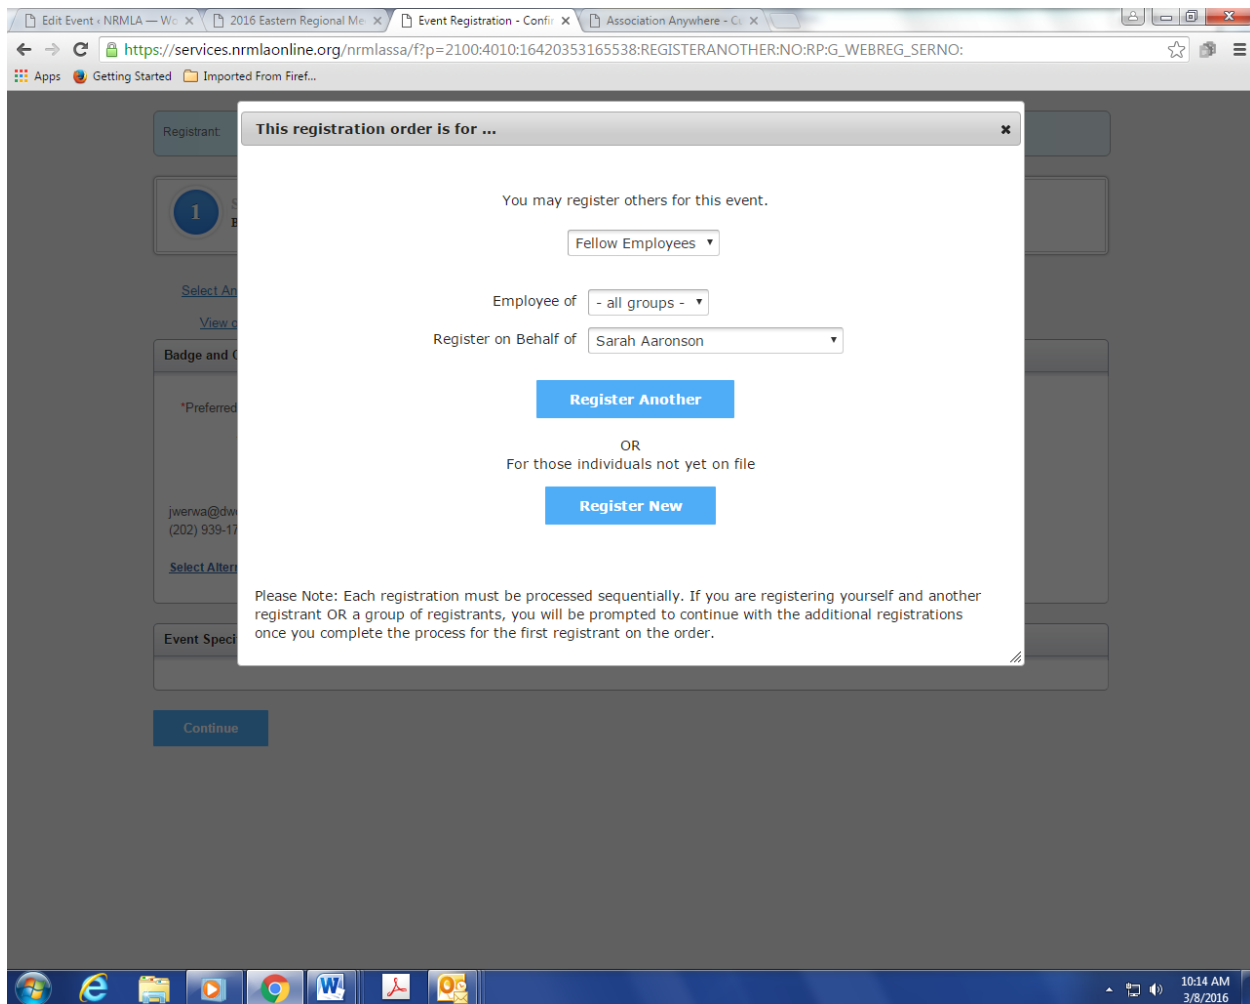 Edit Event ‹ NRMLA — Wo
2016 Eastern Regional Me
Event Registration - Confir
Association Anywhere - Cu
https://services.nrmlaonline.org/nrmlassa/f?p=2100:4010:16420353165538:REGISTERANOTHER:NO:RP:G_WEBREG_SERNO:
Apps
Getting Started
Imported From Firef...
Registrant:
This registration order is for ...
1
You may register others for this event.
Fellow Employees
Select An
Employee of - all groups -
View o
Register on Behalf of Sarah Aaronson
Badge and
Register Another
*Preferred
OR
For those individuals not yet on file
Register New
jwerwa@dw
(202) 939-17
Select Altern
Please Note: Each registration must be processed sequentially. If you are registering yourself and another
registrant OR a group of registrants, you will be prompted to continue with the additional registrations
once you complete the process for the first registrant on the order.
Event Speci
Continue
10:14 AM
3/8/2016